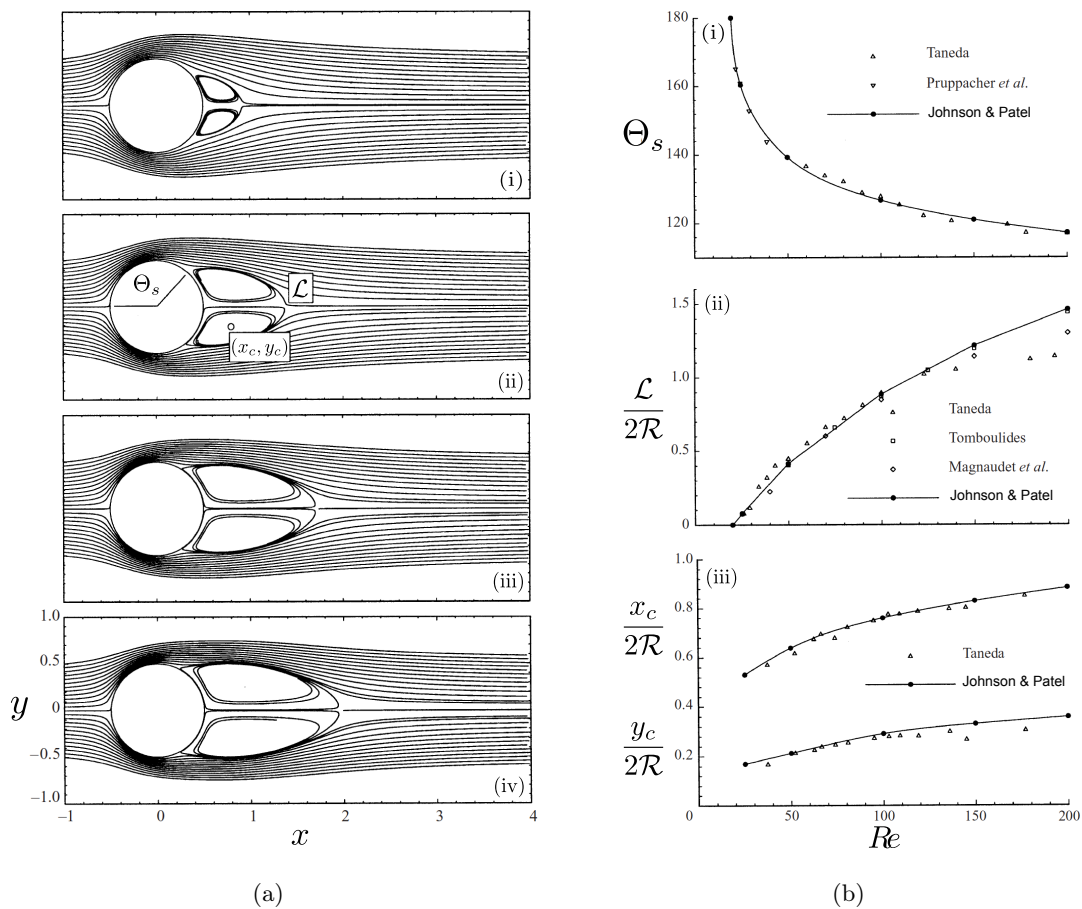 (i)
Θs
L
(xc, yc)
(ii)
(iii)
1.0
0.5
y
0
−0.5
−1.0
(iv)
−1
0
1
2
3
4
x
(a)
180
(i)
Taneda
160
Pruppacher et al.
Johnson & Patel
Θs
140
120
1.5
(ii)
1.0
L
2R
Taneda
Tomboulides
0.5
Magnaudet et al.
Johnson & Patel
0
1.0
(iii)
0.8
xc
2R
0.6
Taneda
Johnson & Patel
0.4
yc
2R
0.2
0
50
100
150
200
Re
(b)